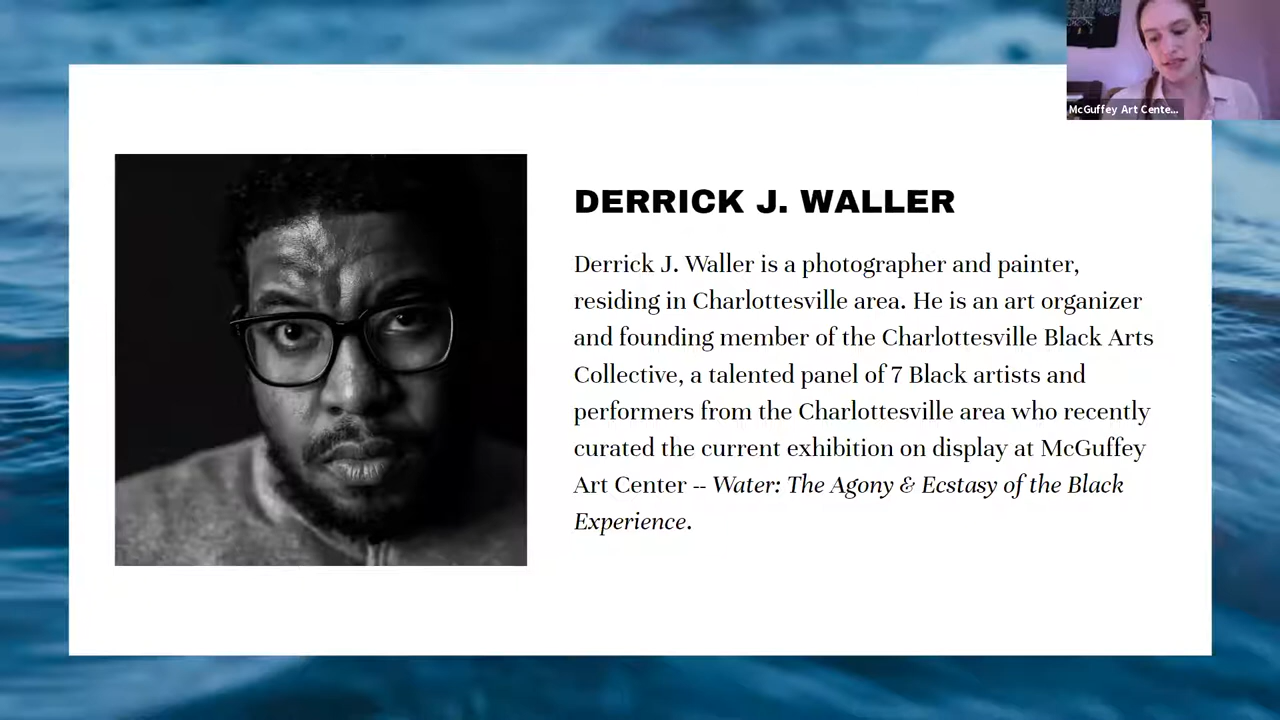 McGuffey Art Cente...
DERRICK J. WALLER
Derrick J. Waller is a photographer and painter,
residing in Charlottesville area. He is an art organizer
and founding member of the Charlottesville Black Arts
Collective, a talented panel of 7 Black artists and
performers from the Charlottesville area who recently
curated the current exhibition on display at McGuffey
Art Center -- Water: The Agony & Ecstasy of the Black
Experience.